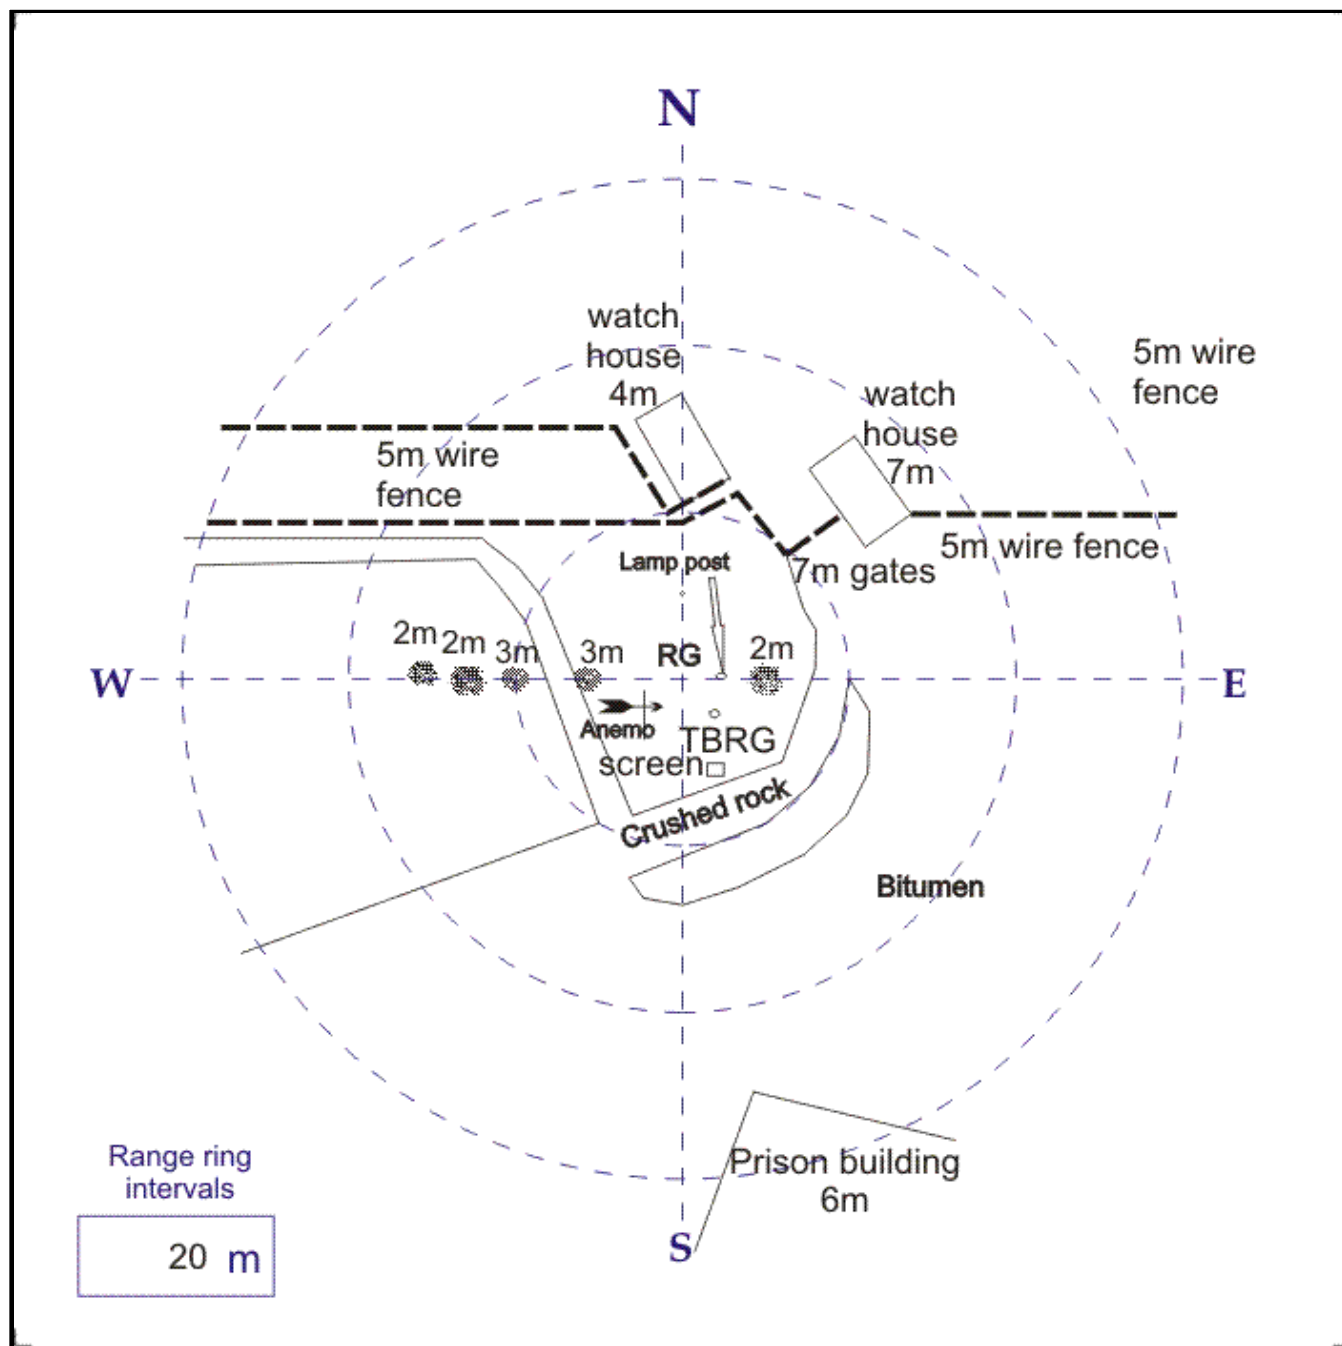 N
watch
house
4m
5m wire
fence
watch
house
7m
5m wire
fence
5m wire fence
Lamp post
7m gates
2m
2m
3m
3m
RG
2m
W
E
Anemo
TBRG
screen
Crushed rock
Bitumen
Prison building
6m
S
Range ring
intervals
20 m